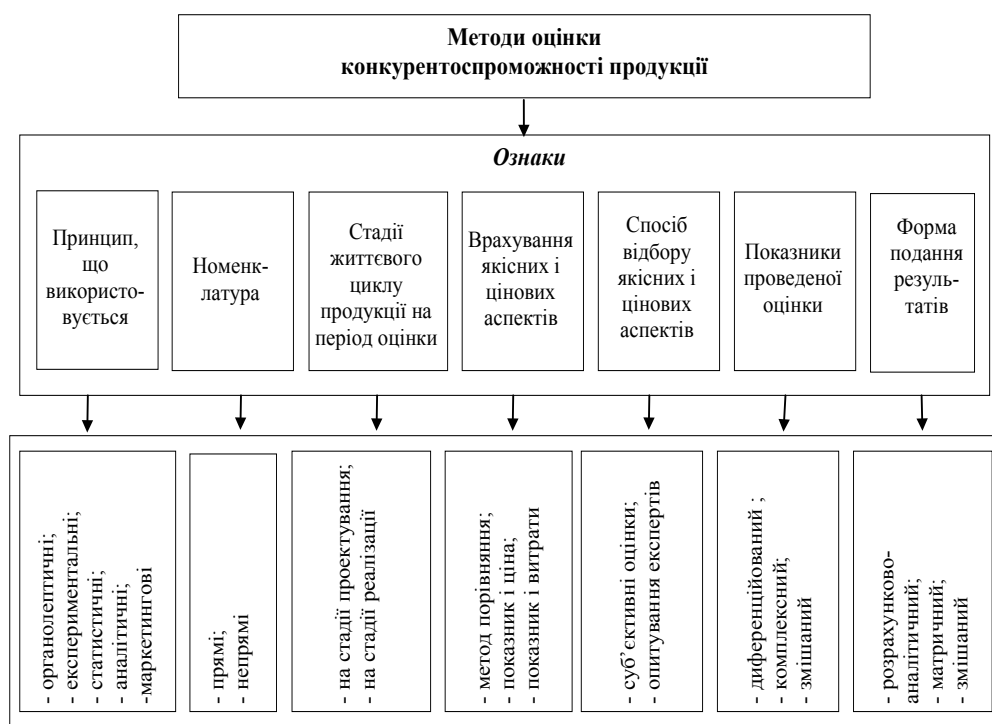 Методи оцінки
конкурентоспроможності продукції
Ознаки
Принцип,
що
використо-
вується
Номенк-
латура
Стадії
життєвого
циклу
продукції на
період оцінки
Врахування
якісних і
цінових
аспектів
Спосіб
відбору
якісних і
цінових
аспектів
Показники
проведеної
оцінки
Форма
подання
резуль-
татів
- органолептичні;
- експериментальні;
- статистичні;
- аналітичні;
-маркетингові
- прямі;
- непрямі
- на стадії проектування;
- на стадії реалізації
- метод порівняння;
- показник і ціна;
- показник і витрати
- суб’єктивні оцінки;
- опитування експертів
- диференційований ;
- комплексний;
- змішаний
- розрахунково-
аналітичний;
- матричний;
- змішаний